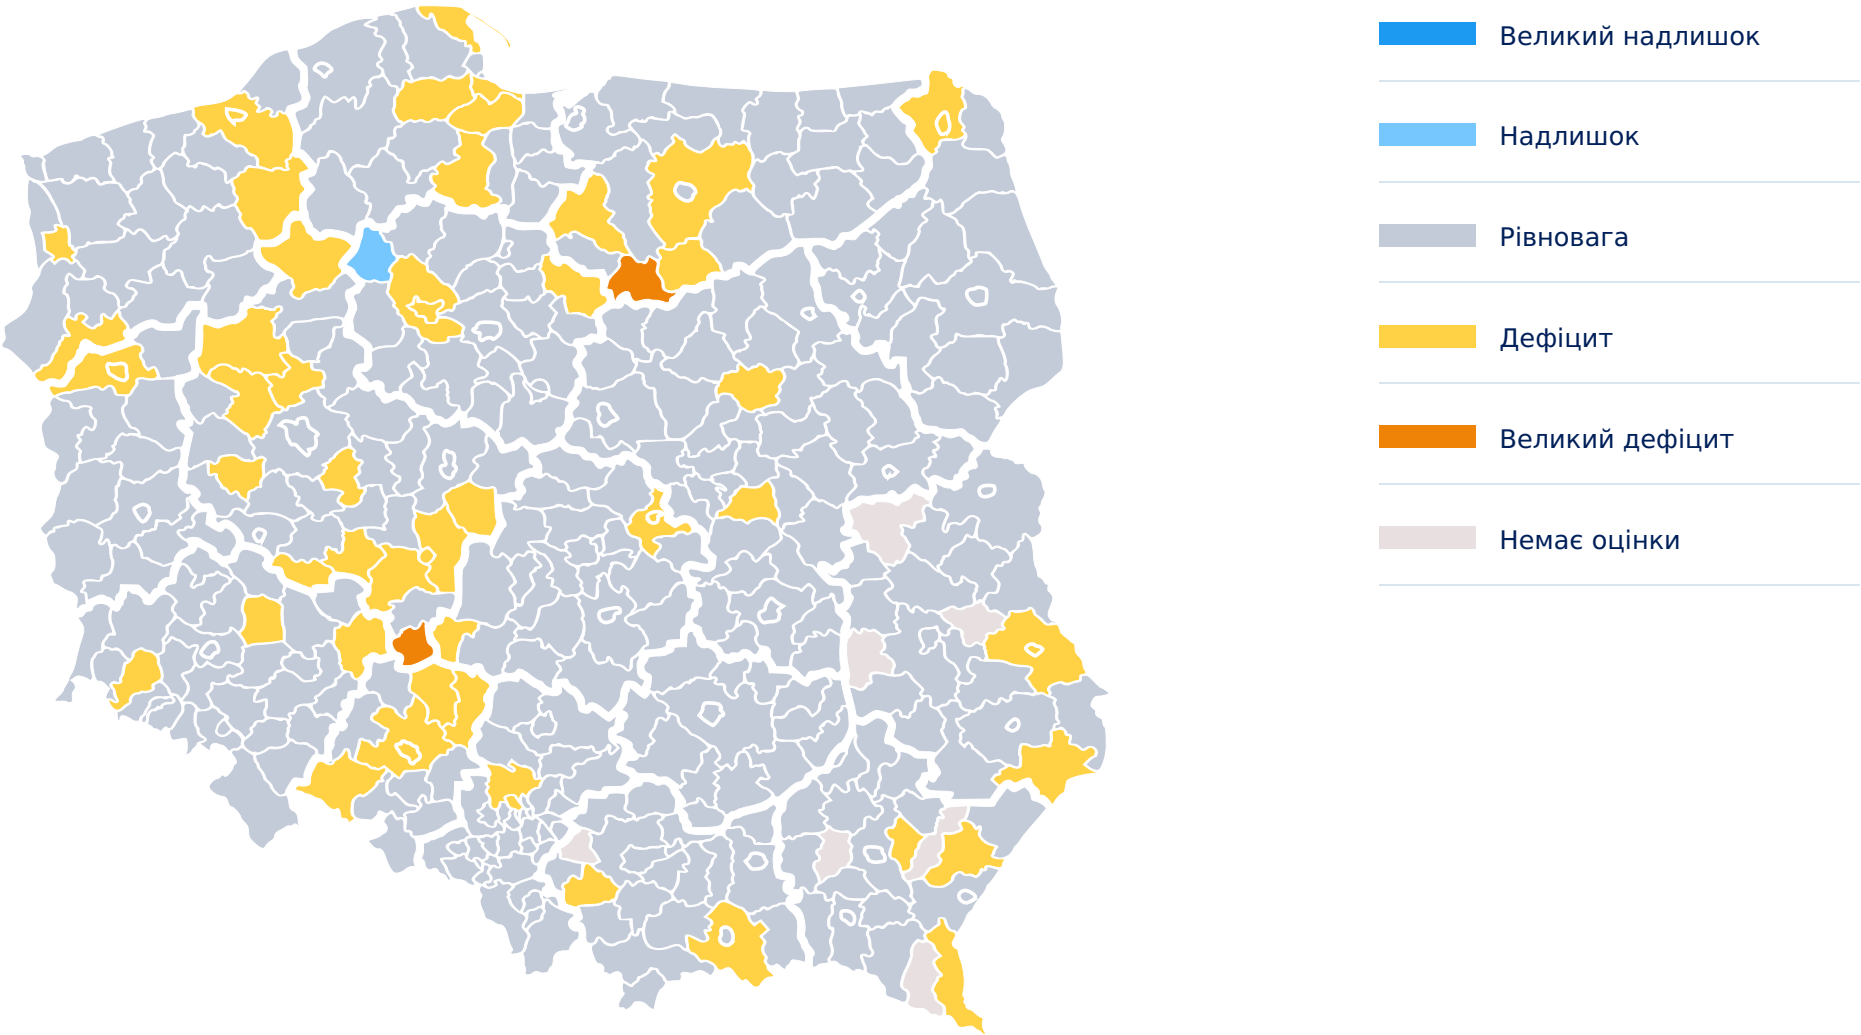 Великий надлишок
Надлишок
Рівновага
Дефіцит
Великий дефіцит
Немає оцінки